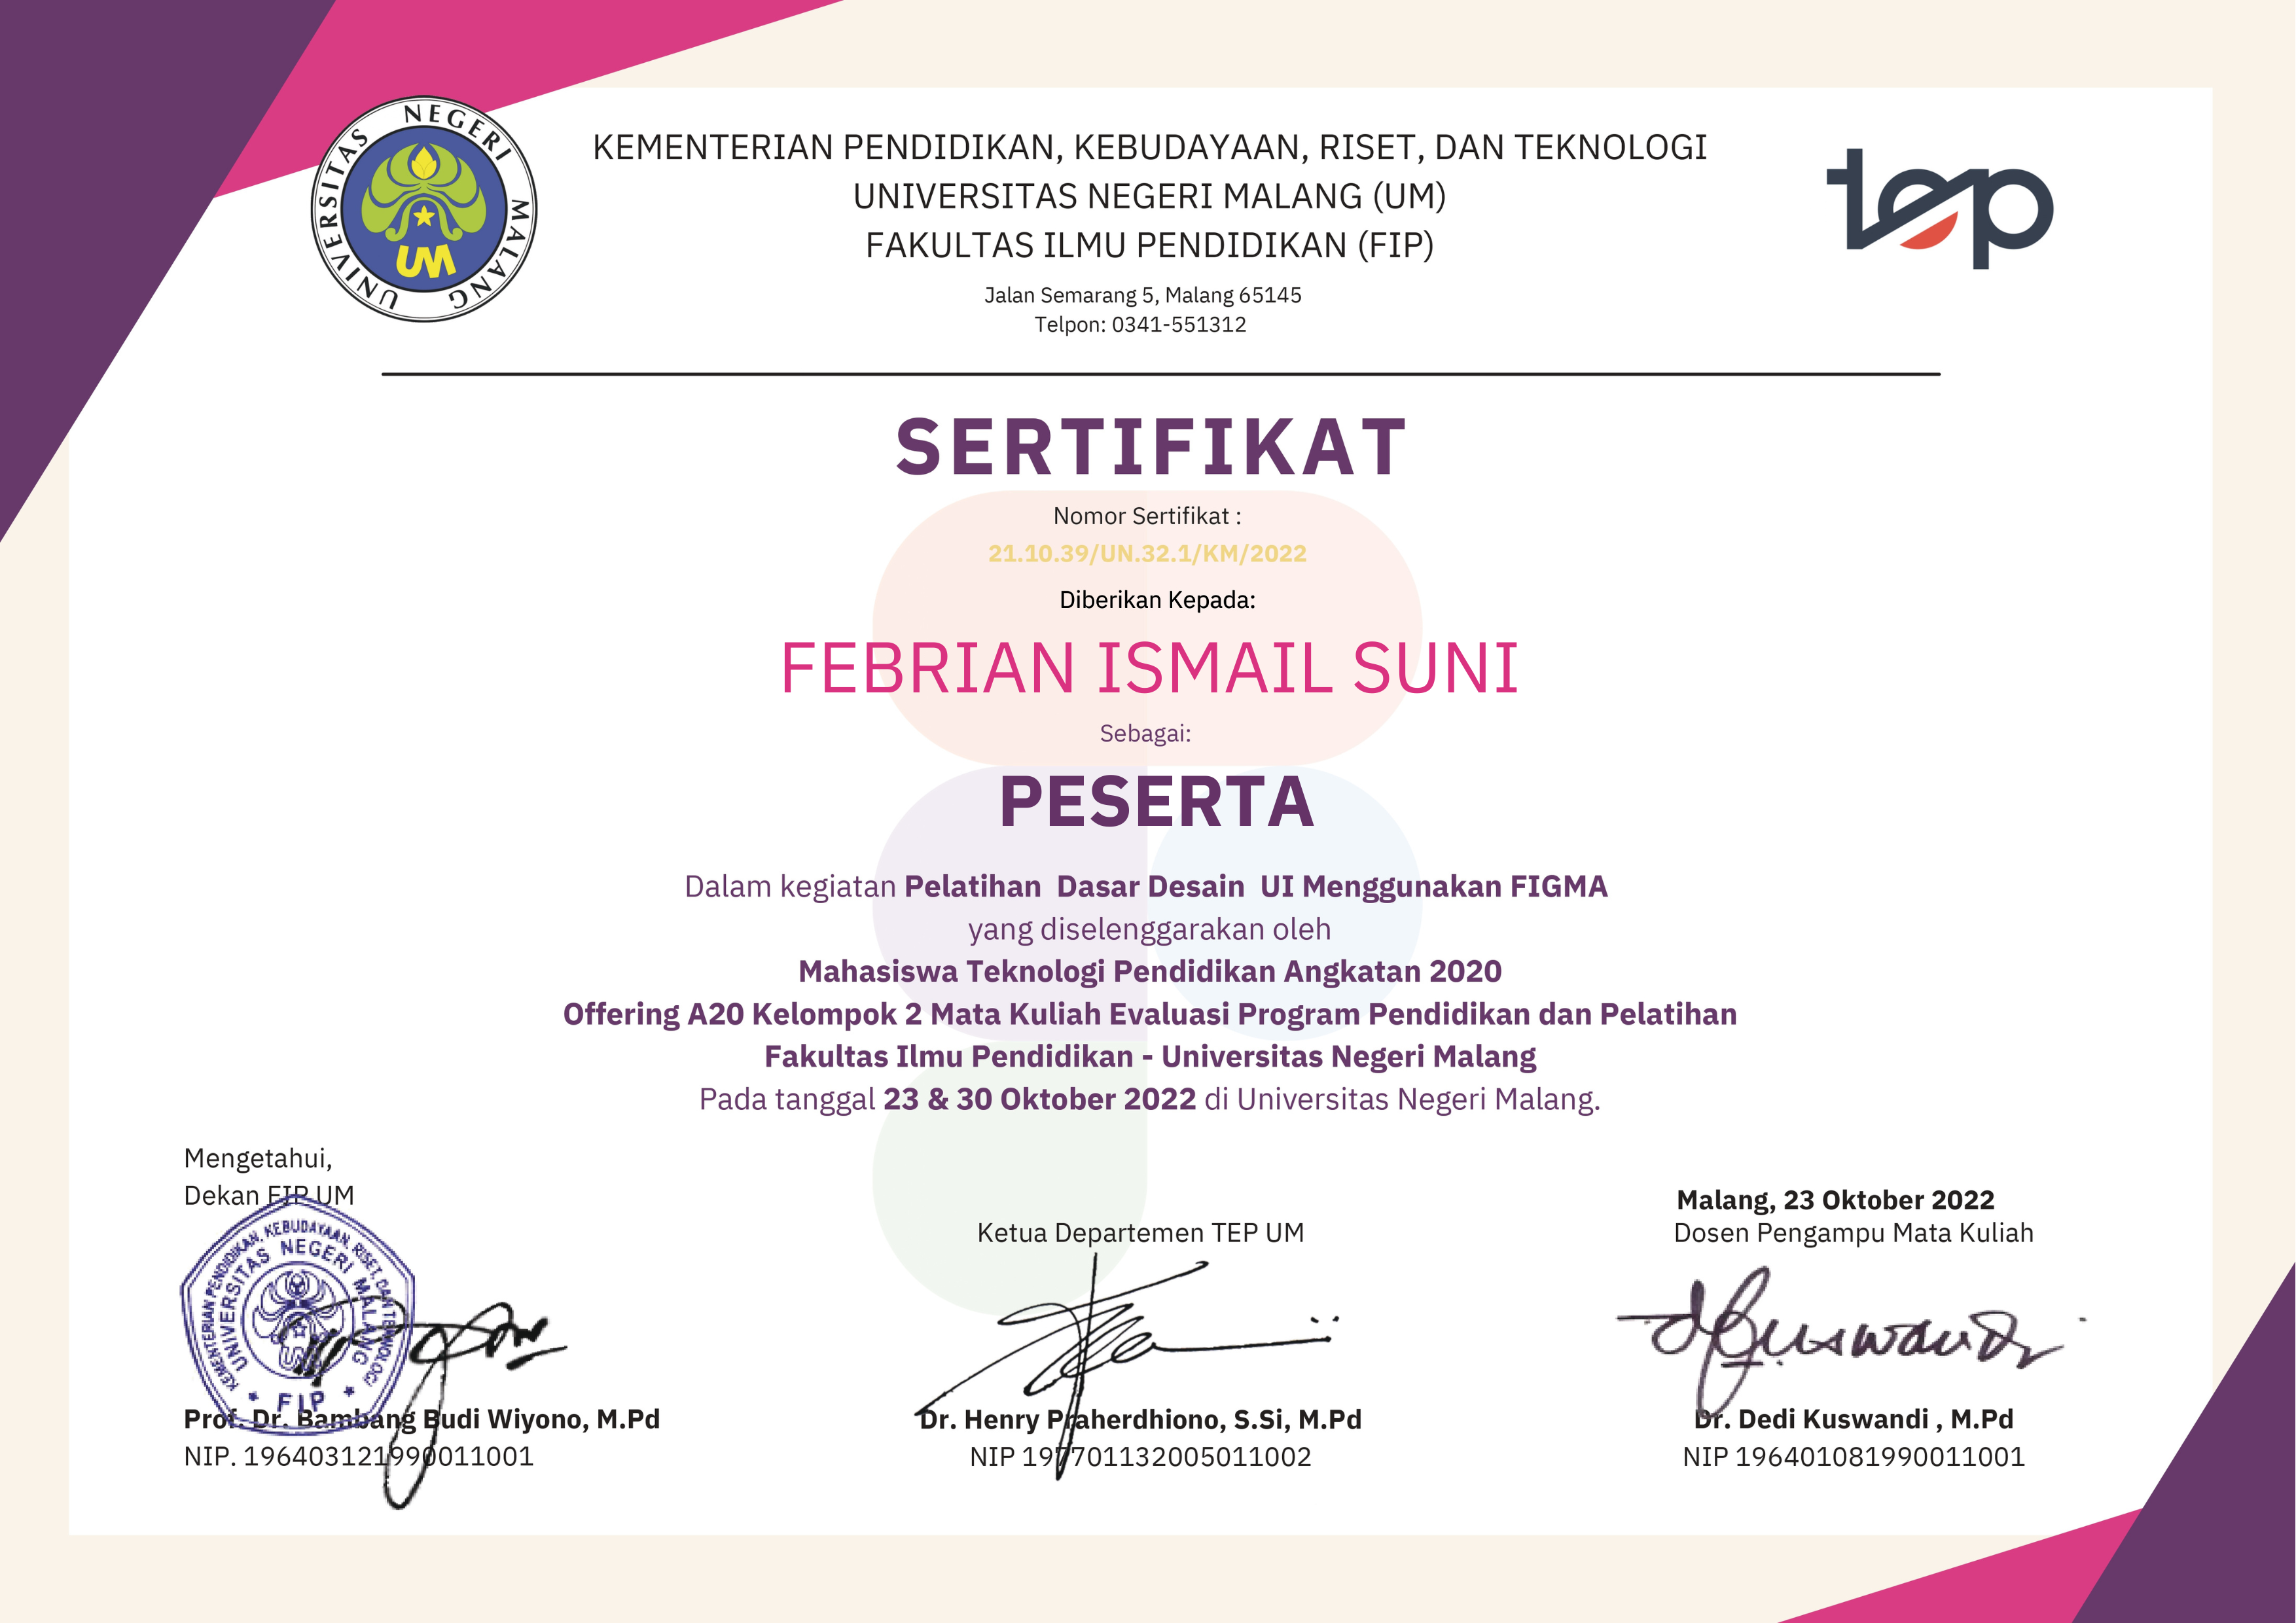 UNIVERSITAS NEGERI MALANG
UM
KEMENTERIAN PENDIDIKAN, KEBUDAYAAN, RISET, DAN TEKNOLOGI
UNIVERSITAS NEGERI MALANG (UM)
FAKULTAS ILMU PENDIDIKAN (FIP)
Jalan Semarang 5, Malang 65145
Telpon: 0341-551312
tep
SERTIFIKAT
Nomor Sertifikat :
21.10.39/UN.32.1/KM/2022
Diberikan Kepada:
FEBRIAN ISMAIL SUNI
Sebagai:
PESERTA
Dalam kegiatan Pelatihan Dasar Desain UI Menggunakan FIGMA
yang diselenggarakan oleh
Mahasiswa Teknologi Pendidikan Angkatan 2020
Offering A20 Kelompok 2 Mata Kuliah Evaluasi Program Pendidikan dan Pelatihan
Fakultas Ilmu Pendidikan - Universitas Negeri Malang
Pada tanggal 23 & 30 Oktober 2022 di Universitas Negeri Malang.
Mengetahui,
Dekan FIP UM
KEMENTERIAN PENDIDIKAN, KEBUDAYAAN, RISET, DAN TEKNOLOGI
UNIVERSITAS NEGERI MALANG
UM
FIP
Prof. Dr. Bambang Budi Wiyono, M.Pd
NIP. 196403121990011001
Ketua Departemen TEP UM
Dr. Henry Praherdhiono, S.Si, M.Pd
NIP 197701132005011002
Malang, 23 Oktober 2022
Dosen Pengampu Mata Kuliah
dKuswandi
Dr. Dedi Kuswandi , M.Pd
NIP 196401081990011001